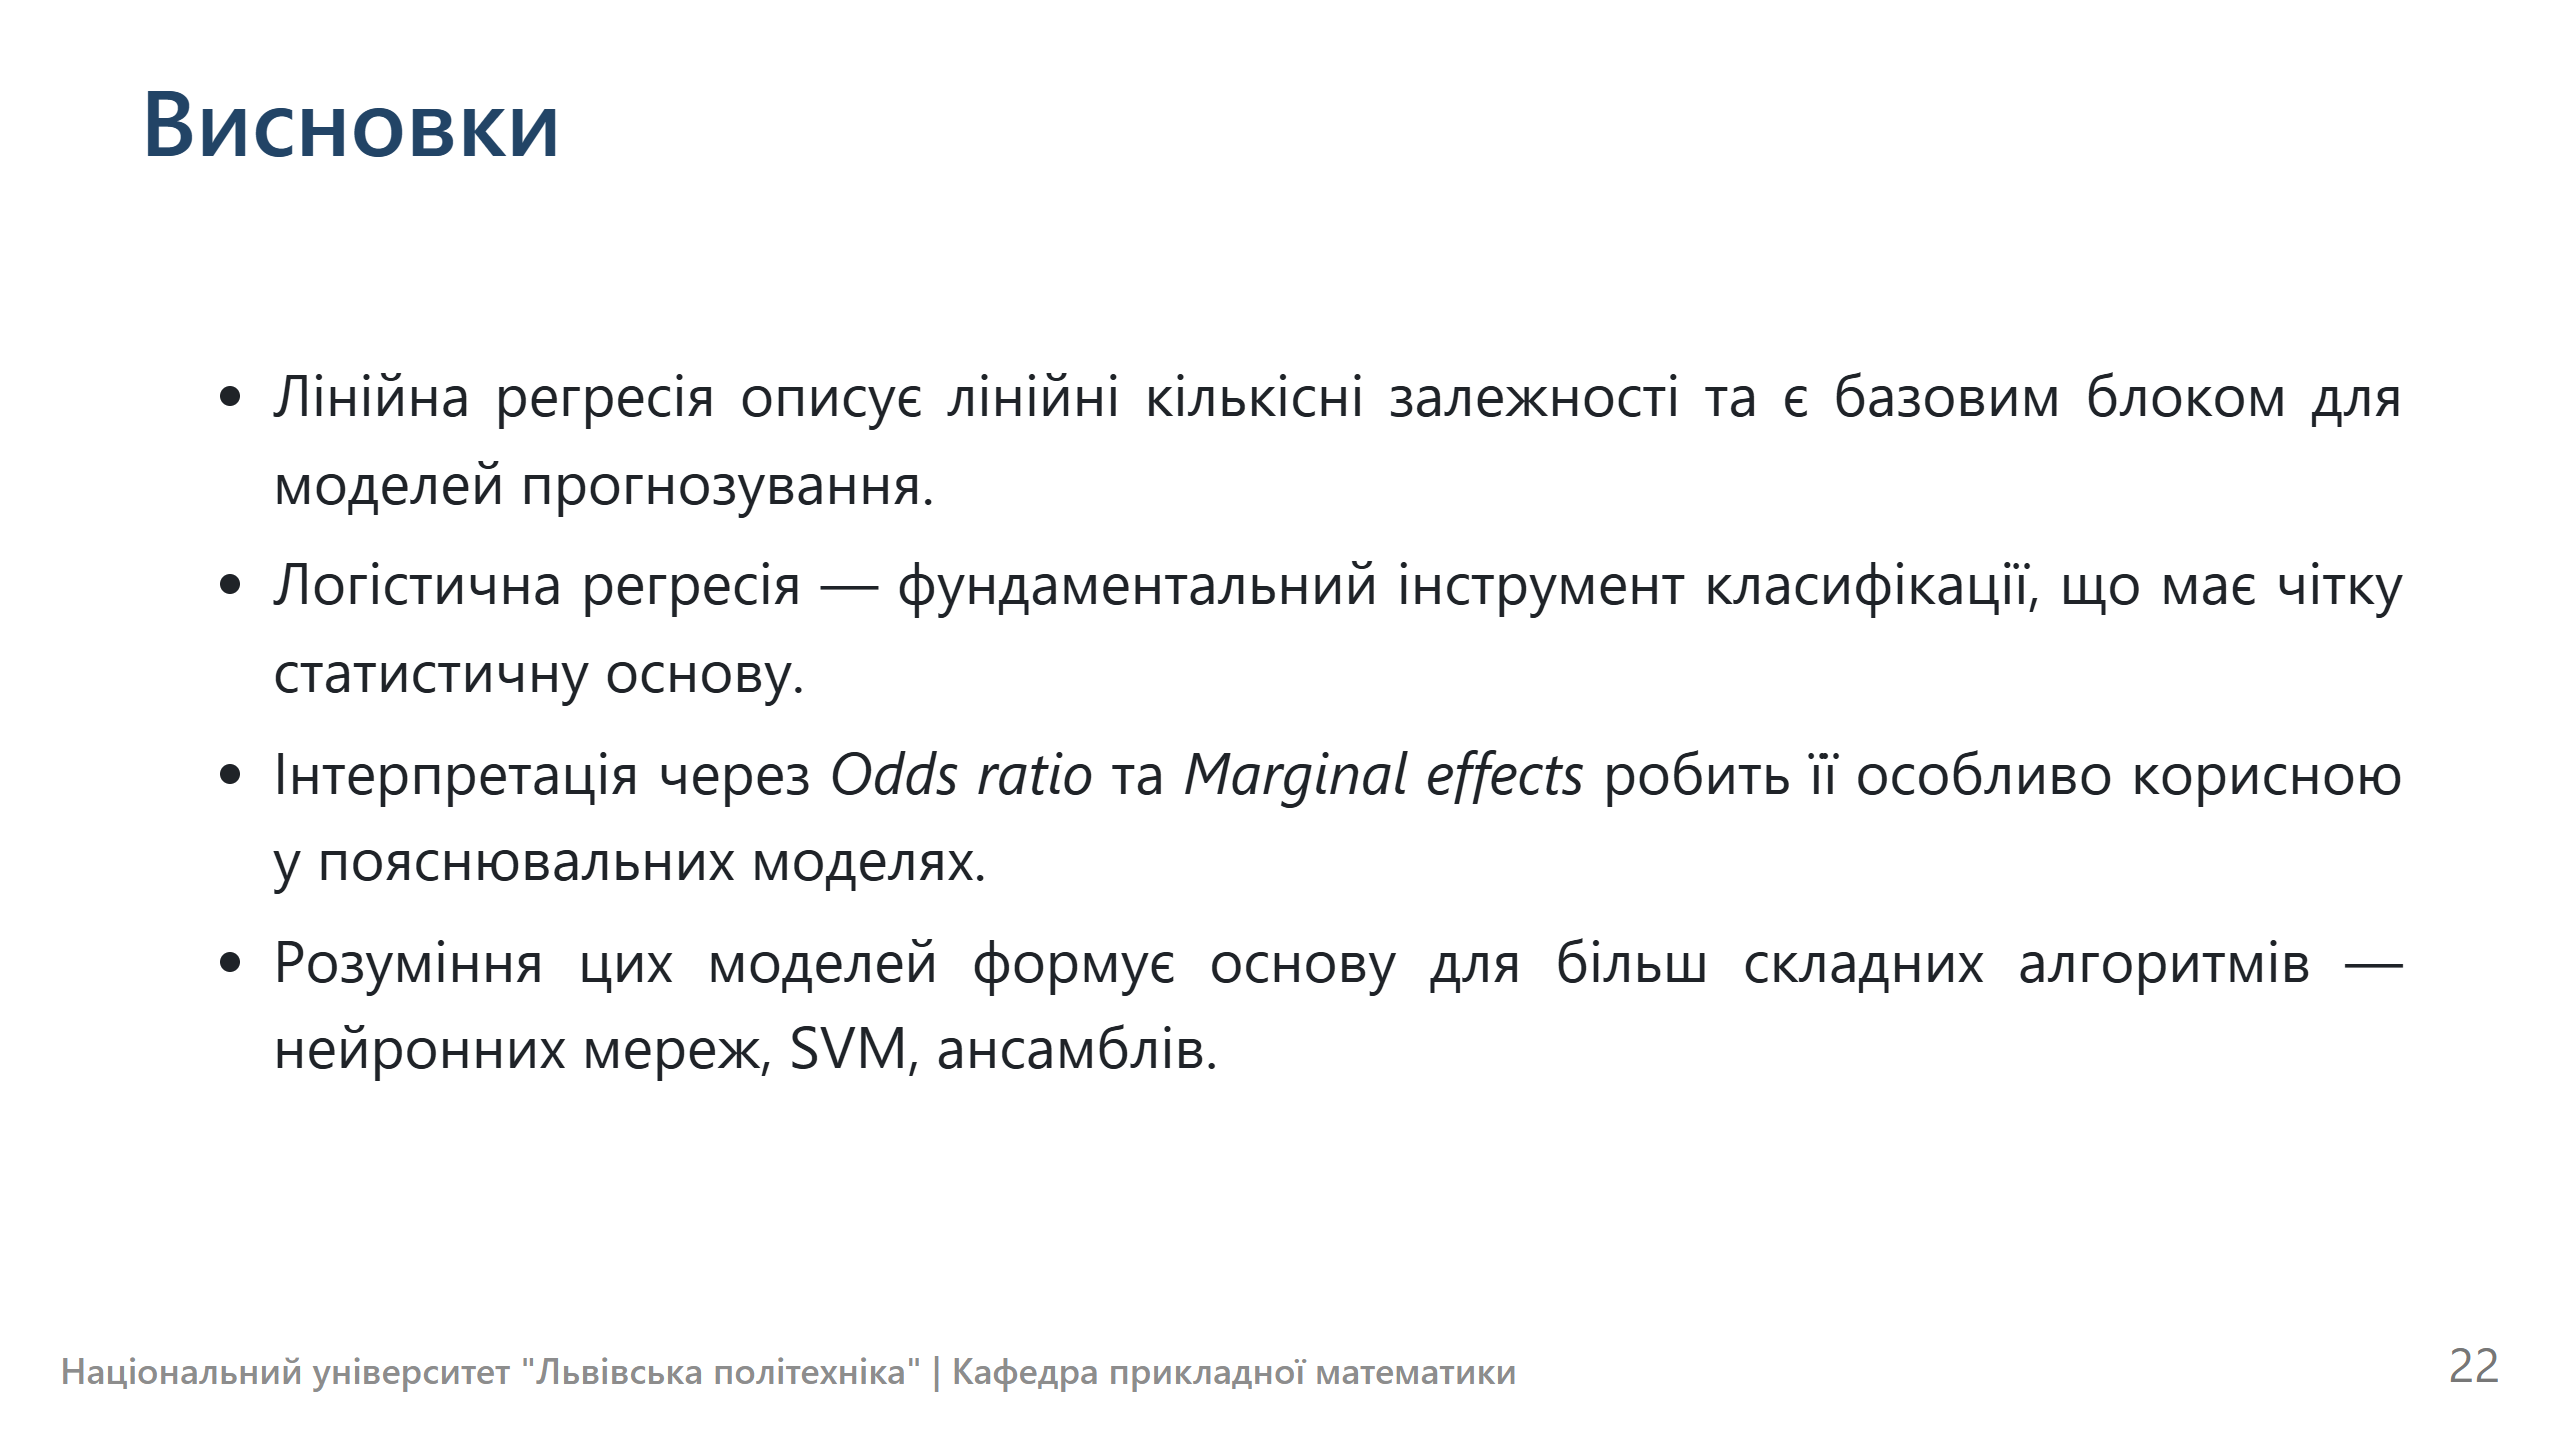 Висновки
• Лінійна регресія описує лінійні кількісні залежності та є базовим блоком для
моделей прогнозування.
• Логістична регресія — фундаментальний інструмент класифікації, що має чітку
статистичну основу.
• Інтерпретація через Odds ratio та Marginal effects робить її особливо корисною
у пояснювальних моделях.
• Розуміння цих моделей формує основу для більш складних алгоритмів —
нейронних мереж, SVM, ансамблів.
Національний університет "Львівська політехніка" | Кафедра прикладної математики
22